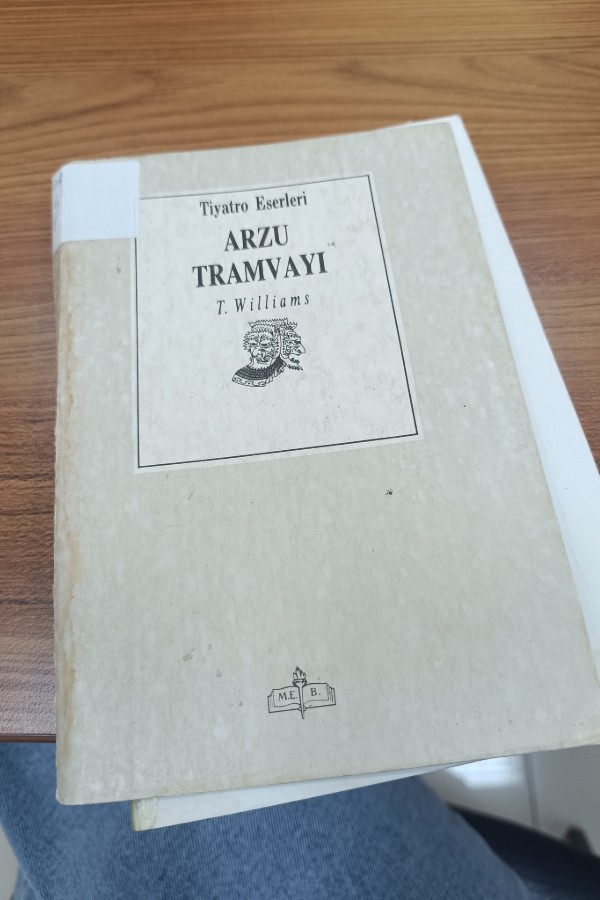 Tiyatro Eserleri
ARZU
TRAMVAYI
T. Williams
M.E. B.